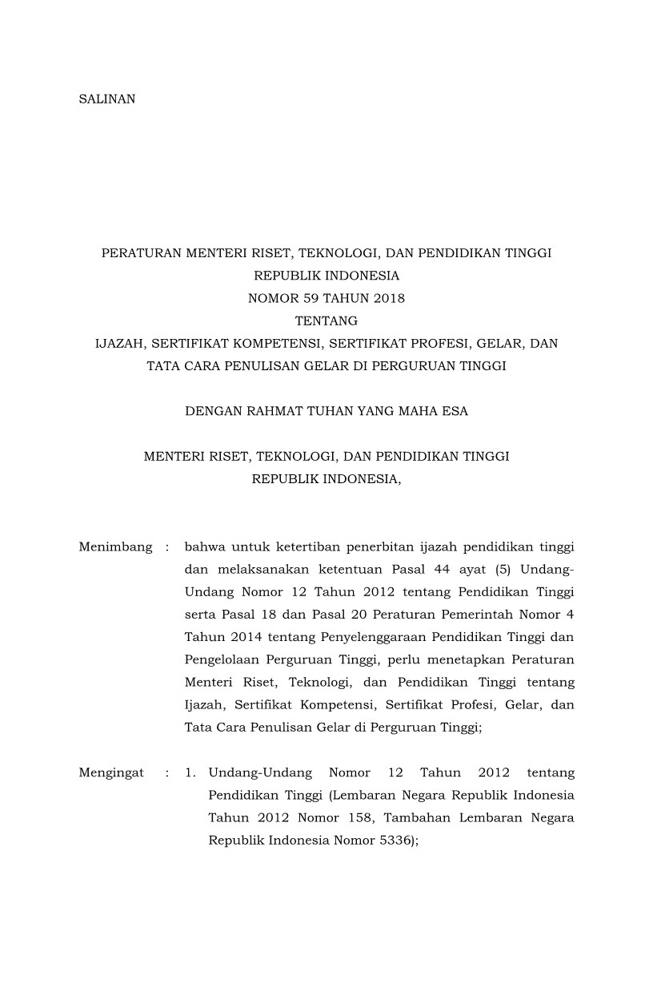 SALINAN
PERATURAN MENTERI RISET, TEKNOLOGI, DAN PENDIDIKAN TINGGI
REPUBLIK INDONESIA
NOMOR 59 TAHUN 2018
TENTANG
IJAZAH, SERTIFIKAT KOMPETENSI, SERTIFIKAT PROFESI, GELAR, DAN
TATA CARA PENULISAN GELAR DI PERGURUAN TINGGI
DENGAN RAHMAT TUHAN YANG MAHA ESA
MENTERI RISET, TEKNOLOGI, DAN PENDIDIKAN TINGGI
REPUBLIK INDONESIA,
Menimbang : bahwa untuk ketertiban penerbitan ijazah pendidikan tinggi
dan melaksanakan ketentuan Pasal 44 ayat (5) Undang-
Undang Nomor 12 Tahun 2012 tentang Pendidikan Tinggi
serta Pasal 18 dan Pasal 20 Peraturan Pemerintah Nomor 4
Tahun 2014 tentang Penyelenggaraan Pendidikan Tinggi dan
Pengelolaan Perguruan Tinggi, perlu menetapkan Peraturan
Menteri Riset, Teknologi, dan Pendidikan Tinggi tentang
Ijazah, Sertifikat Kompetensi, Sertifikat Profesi, Gelar, dan
Tata Cara Penulisan Gelar di Perguruan Tinggi;
Mengingat : 1. Undang-Undang Nomor 12 Tahun 2012 tentang
Pendidikan Tinggi (Lembaran Negara Republik Indonesia
Tahun 2012 Nomor 158, Tambahan Lembaran Negara
Republik Indonesia Nomor 5336);